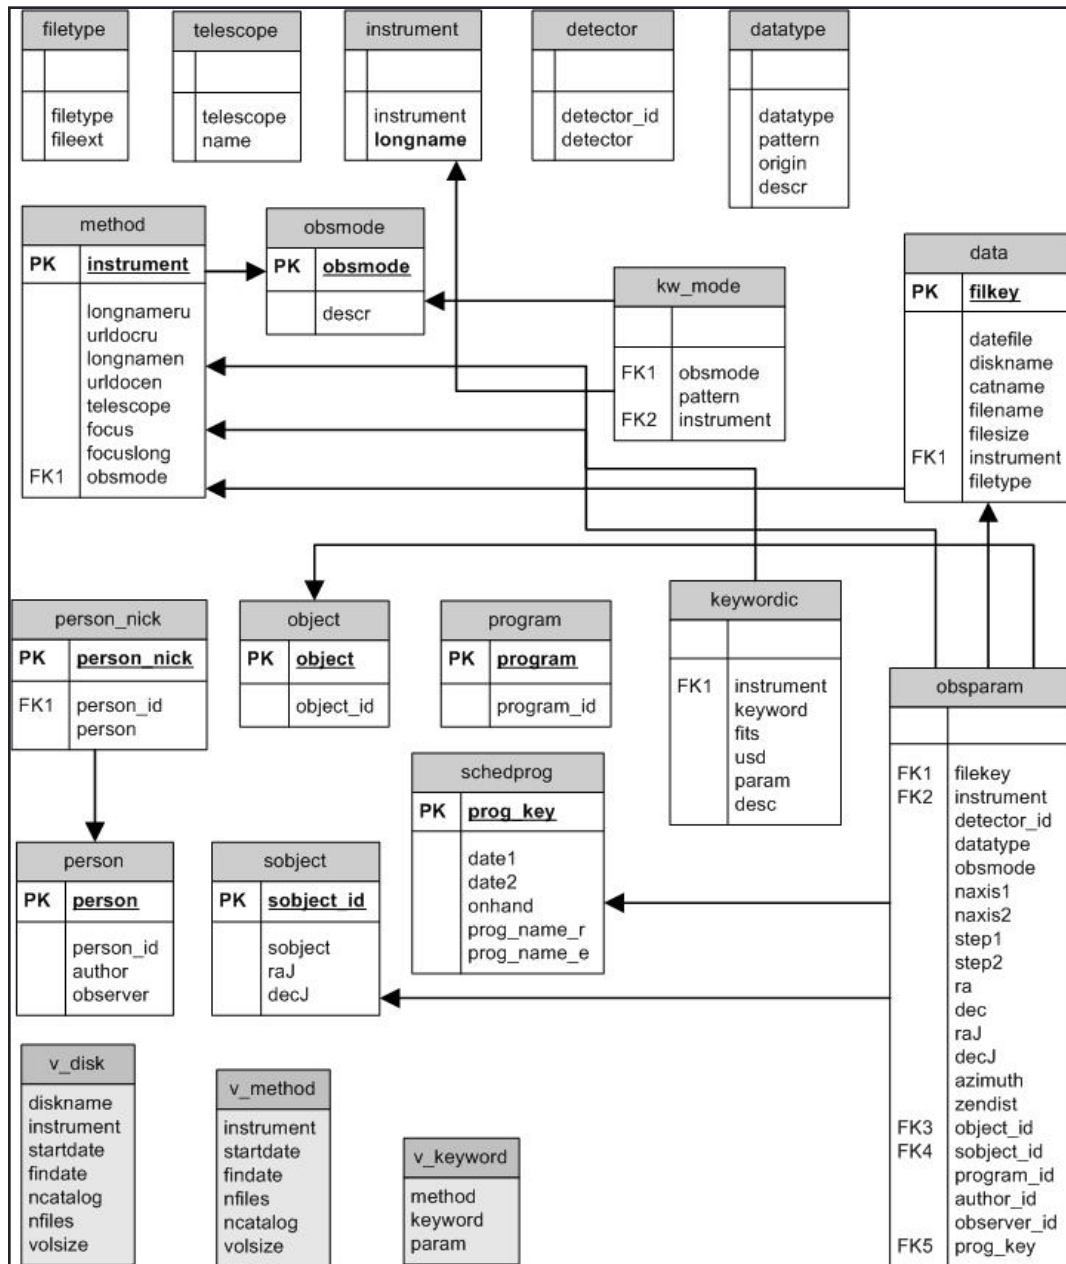 filetype
filetype
fileext
telescope
telescope
name
instrument
instrument
longname
detector
detector_id
detector
datatype
datatype
pattern
origin
descr
method
PK instrument
longnameru
urldocru
longnamen
urldocen
telescope
focus
focuslong
FK1 obsmode
obsmode
PK obsmode
descr
kw_mode
FK1 obsmode
pattern
FK2 instrument
data
PK filkey
datefile
diskname
catname
filename
filesize
FK1 instrument
filetype
person_nick
PK person_nick
FK1 person_id
person
object
PK object
object_id
program
PK program
program_id
keywordic
FK1 instrument
keyword
fits
usd
param
desc
obsparam
FK1 filekey
FK2 instrument
detector_id
datatype
obsmode
naxis1
naxis2
step1
step2
ra
dec
raJ
decJ
azimuth
zendist
FK3 object_id
FK4 sobject_id
program_id
author_id
observer_id
FK5 prog_key
schedprog
PK prog_key
date1
date2
onhand
prog_name_r
prog_name_e
person
PK person
person_id
author
observer
sobject
PK sobject_id
sobject
raJ
decJ
v_disk
diskname
instrument
startdate
findate
ncatalog
nfiles
volsize
v_method
instrument
startdate
findate
nfiles
ncatalog
volsize
v_keyword
method
keyword
param